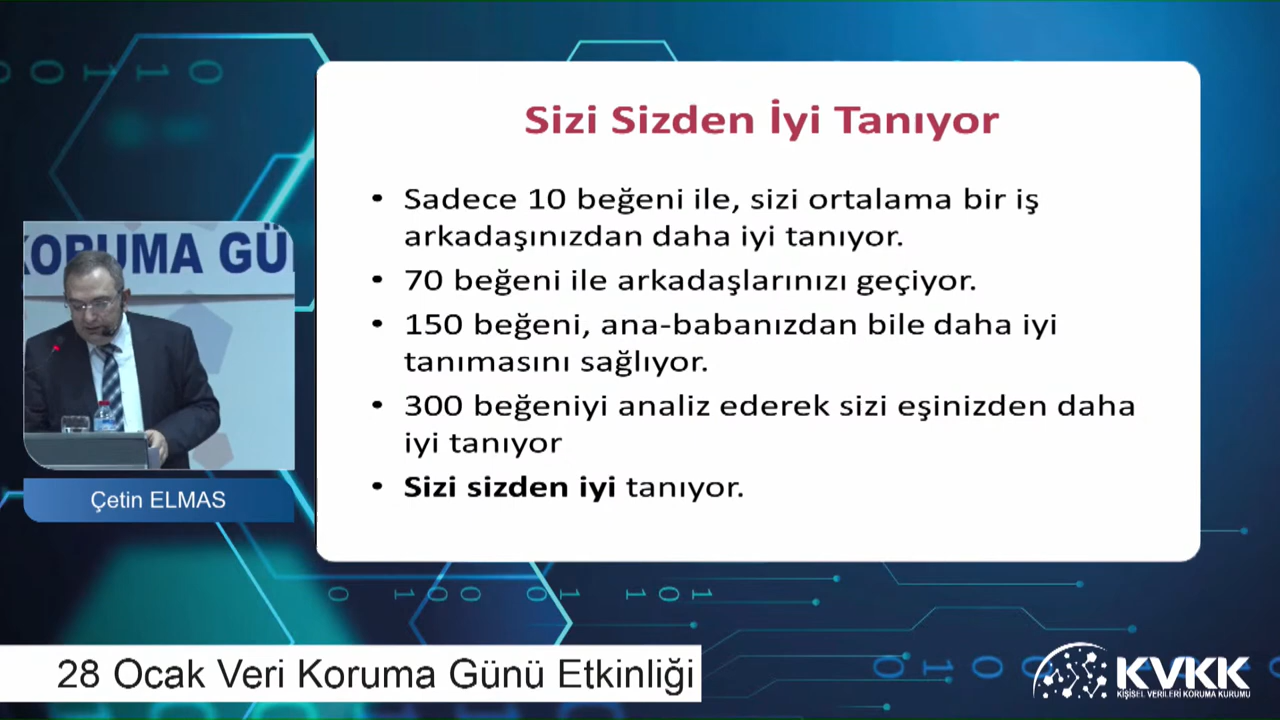 Sizi Sizden İyi Tanıyor
• Sadece 10 beğeni ile, sizi ortalama bir iş
arkadaşınızdan daha iyi tanıyor.
• 70 beğeni ile arkadaşlarınızı geçiyor.
• 150 beğeni, ana-babanızdan bile daha iyi
tanımasını sağlıyor.
• 300 beğeniyi analiz ederek sizi eşinizden daha
iyi tanıyor
• Sizi sizden iyi tanıyor.
KORUMA GÜ
Çetin ELMAS
28 Ocak Veri Koruma Günü Etkinliği
KVKK
KİŞİSEL VERİLERİ KORUMA KURUMU